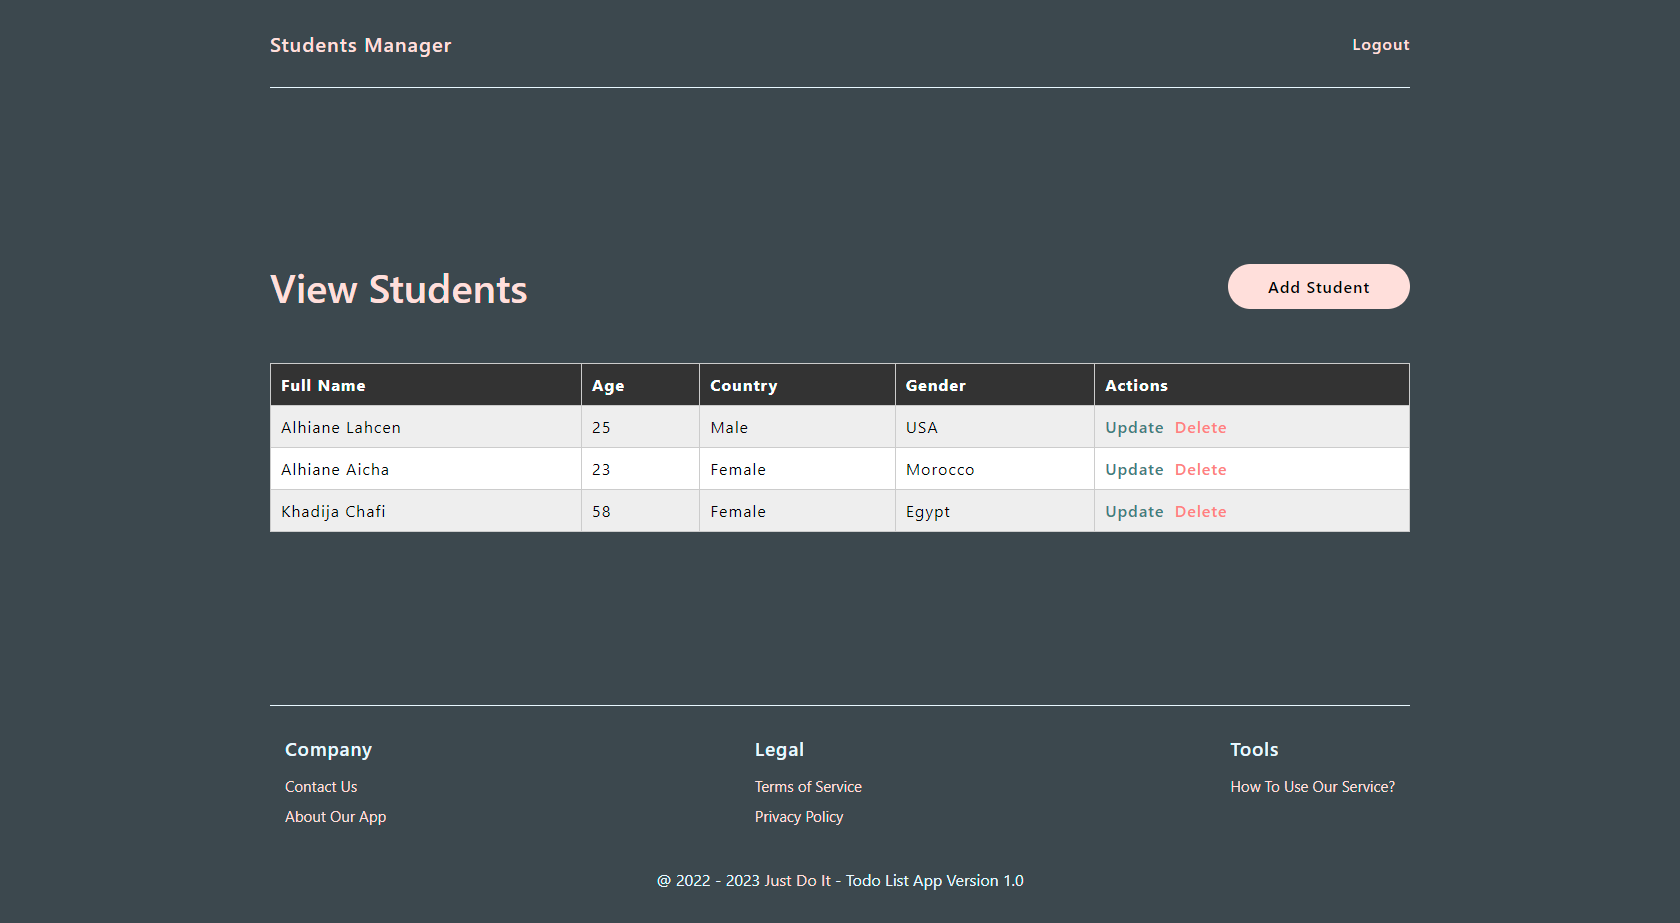 Students Manager Logout
View Students Add Student
Full Name Age Country Gender Actions
Alhiane Lahcen 25 Male USA Update Delete
Alhiane Aicha 23 Female Morocco Update Delete
Khadija Chafi 58 Female Egypt Update Delete
Company Legal Tools
Contact Us Terms of Service How To Use Our Service?
About Our App Privacy Policy
@ 2022 - 2023 Just Do It - Todo List App Version 1.0